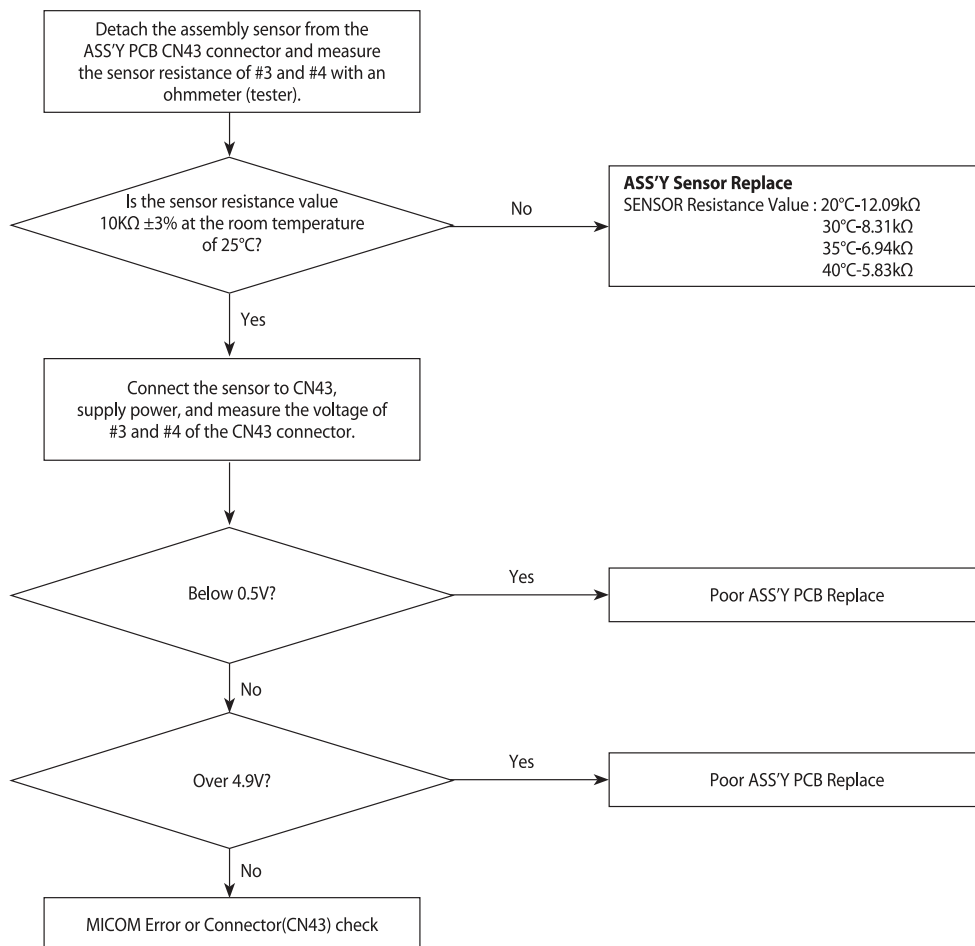 Detach the assembly sensor from the
ASS'Y PCB CN43 connector and measure
the sensor resistance of #3 and #4 with an
ohmmeter (tester).
Is the sensor resistance value
10KΩ ±3% at the room temperature
of 25°C?
No
ASS'Y Sensor Replace
SENSOR Resistance Value : 20°C-12.09kΩ
30°C-8.31kΩ
35°C-6.94kΩ
40°C-5.83kΩ
Yes
Connect the sensor to CN43,
supply power, and measure the voltage of
#3 and #4 of the CN43 connector.
Below 0.5V?
Yes
Poor ASS'Y PCB Replace
No
Over 4.9V?
Yes
Poor ASS'Y PCB Replace
No
MICOM Error or Connector(CN43) check